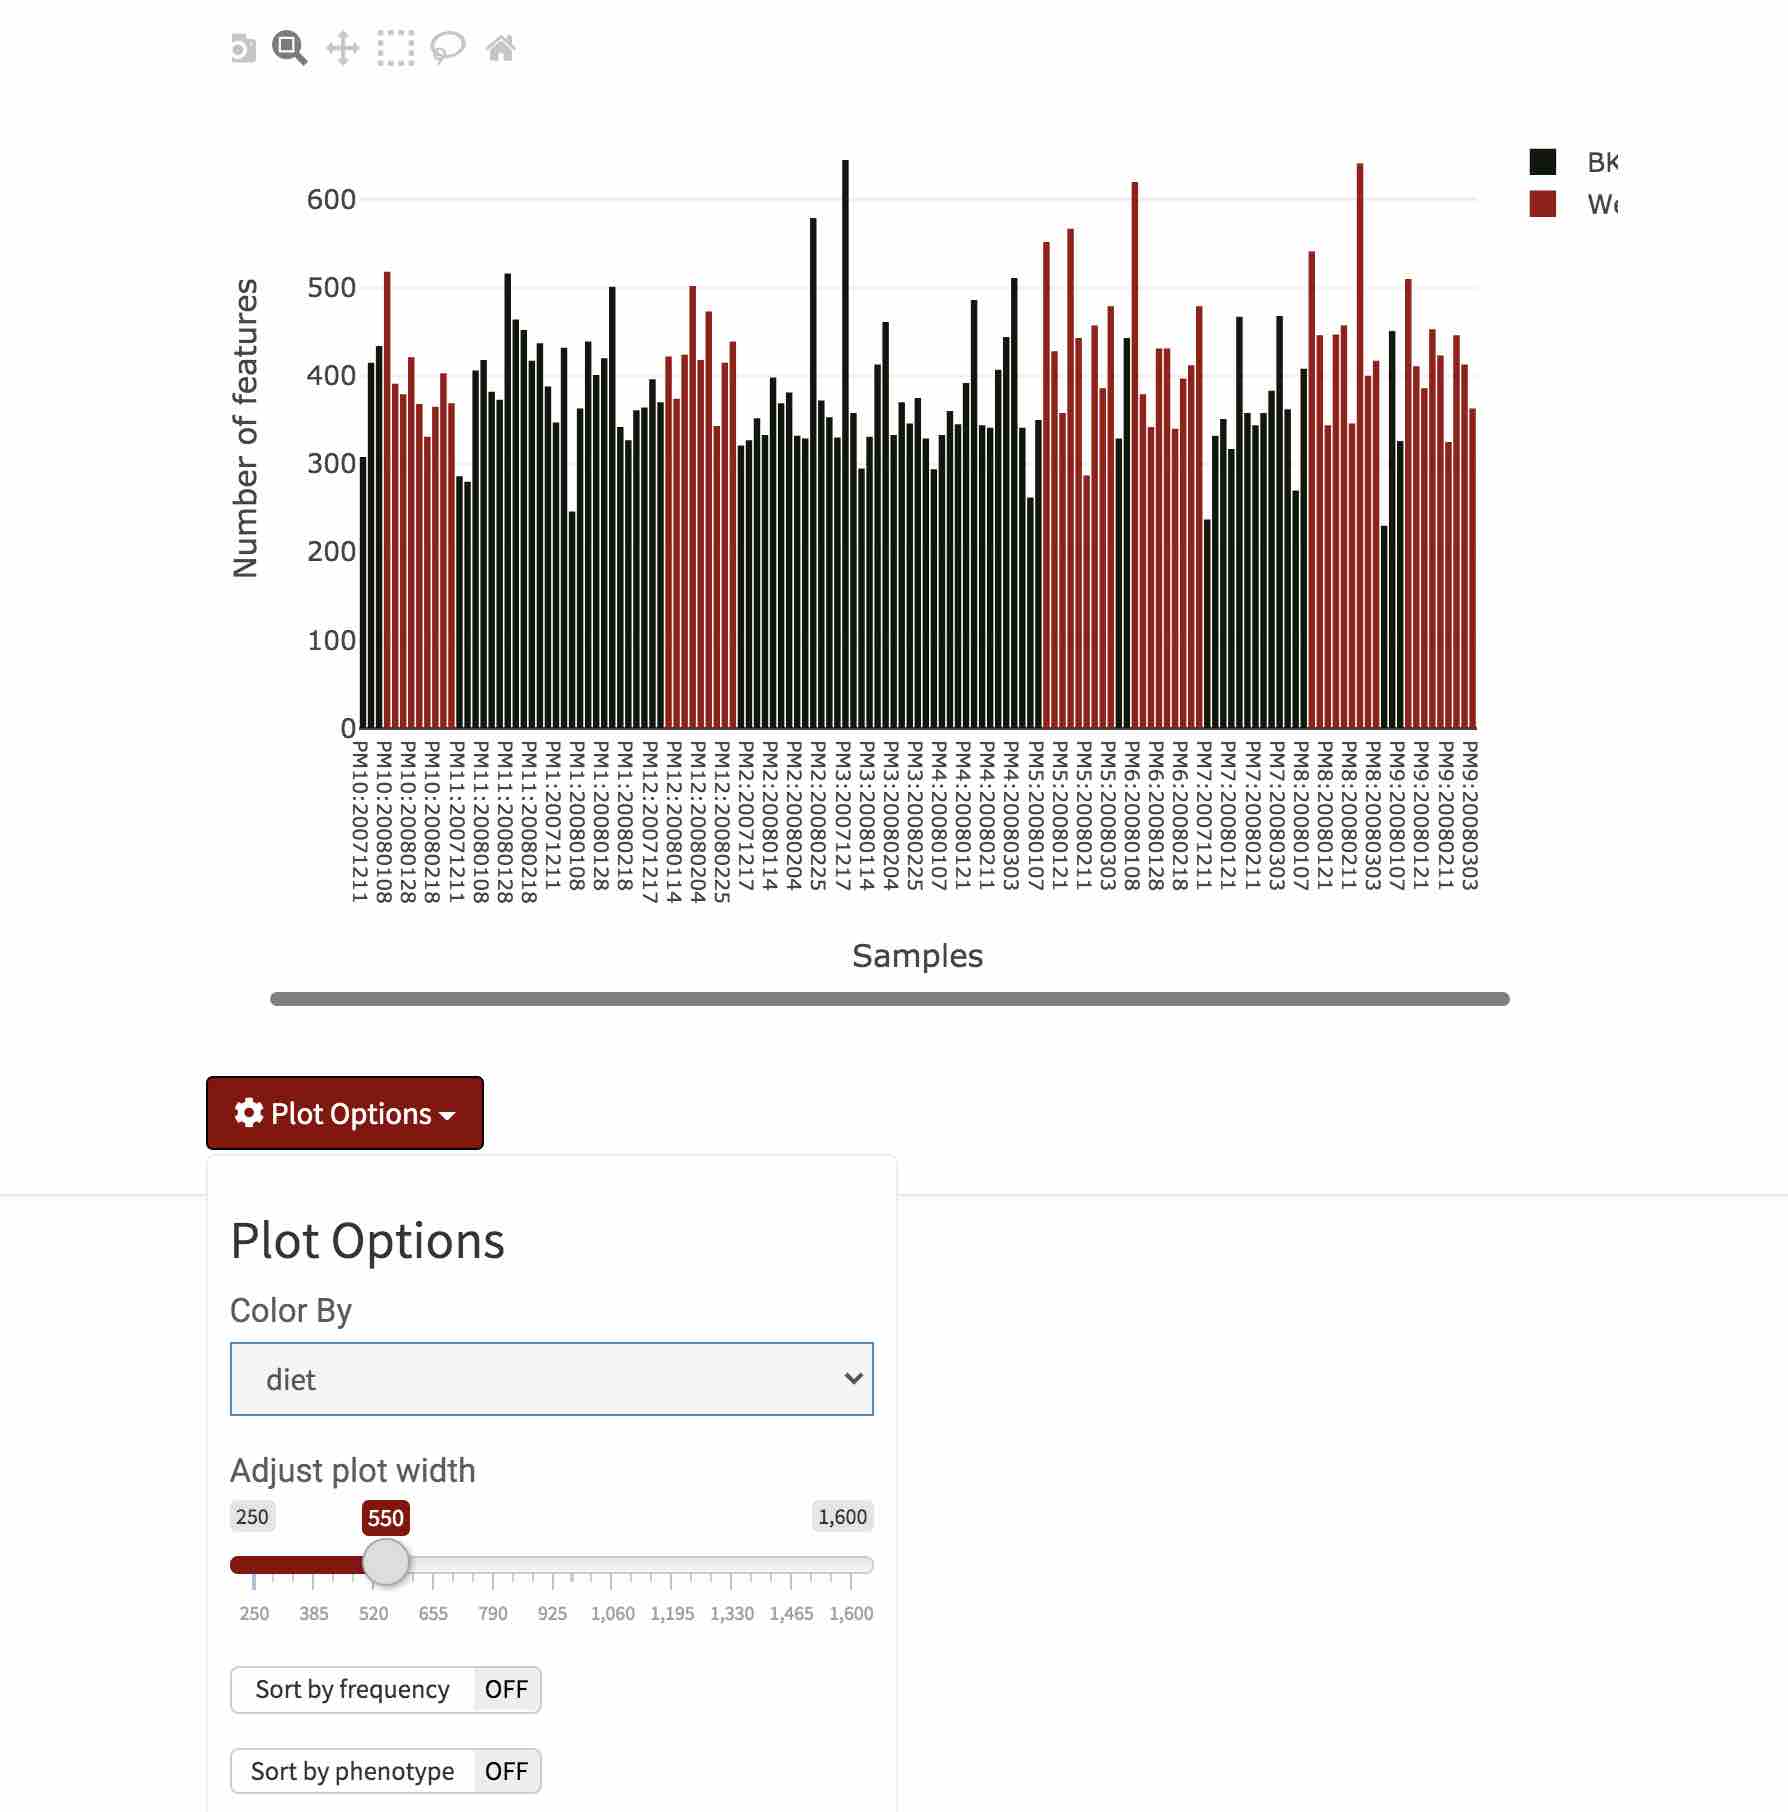 BK
We
Number of features
600
500
400
300
200
100
0
PM10:20071211
PM10:20080108
PM10:20080128
PM10:20080218
PM11:20071211
PM11:20080108
PM11:20080128
PM11:20080218
PM1:20071211
PM1:20080108
PM1:20080128
PM1:20080218
PM12:20071217
PM12:20080114
PM12:20080204
PM12:20080225
PM2:20071217
PM2:20080114
PM2:20080204
PM2:20080225
PM3:20071217
PM3:20080114
PM3:20080204
PM3:20080225
PM4:20080107
PM4:20080121
PM4:20080211
PM4:20080303
PM5:20080107
PM5:20080121
PM5:20080211
PM5:20080303
PM6:20080108
PM6:20080128
PM6:20080218
PM7:20071211
PM7:20080121
PM7:20080211
PM7:20080303
PM8:20080107
PM8:20080121
PM8:20080211
PM8:20080303
PM9:20080107
PM9:20080121
PM9:20080211
PM9:20080303
Samples
Plot Options
Plot Options
Color By
diet
Adjust plot width
250 550 1,600
250 385 520 655 790 925 1,060 1,195 1,330 1,465 1,600
Sort by frequency OFF
Sort by phenotype OFF